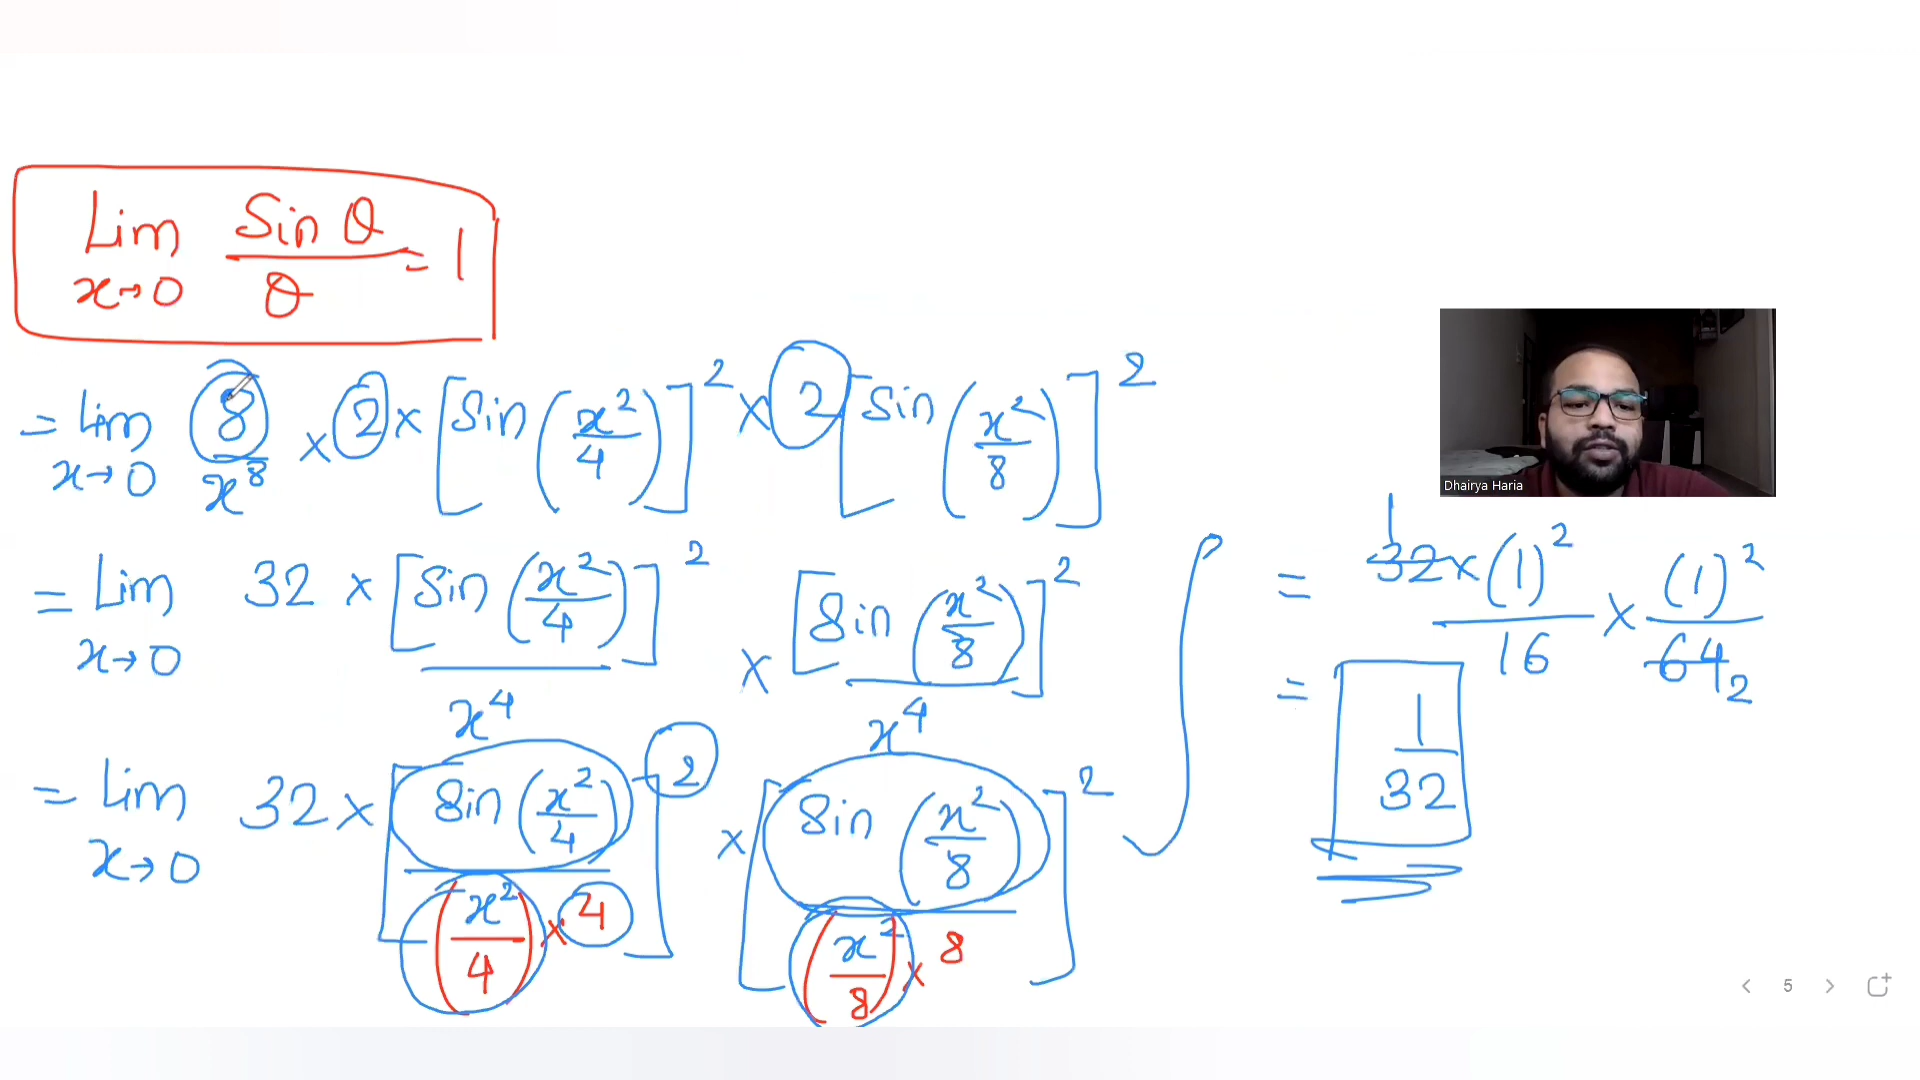 Lim Sin θ = 1
x→0 θ
= lim 8 × 2 × [Sin (x²/4)]² × 2 [Sin (x²/8)]²
x→0 x⁸
= Lim 32 × [Sin (x²/4)]² × [Sin (x²/8)]²
x→0 x⁴ x⁴
= Lim 32 × [Sin (x²/4)]² × [Sin (x²/8)]²
x→0 (x²/4) × 4 (x²/8) × 8
Dhairya Haria
1
= 32 × (1)² × (1)²
16 64 2
= 1
32
5